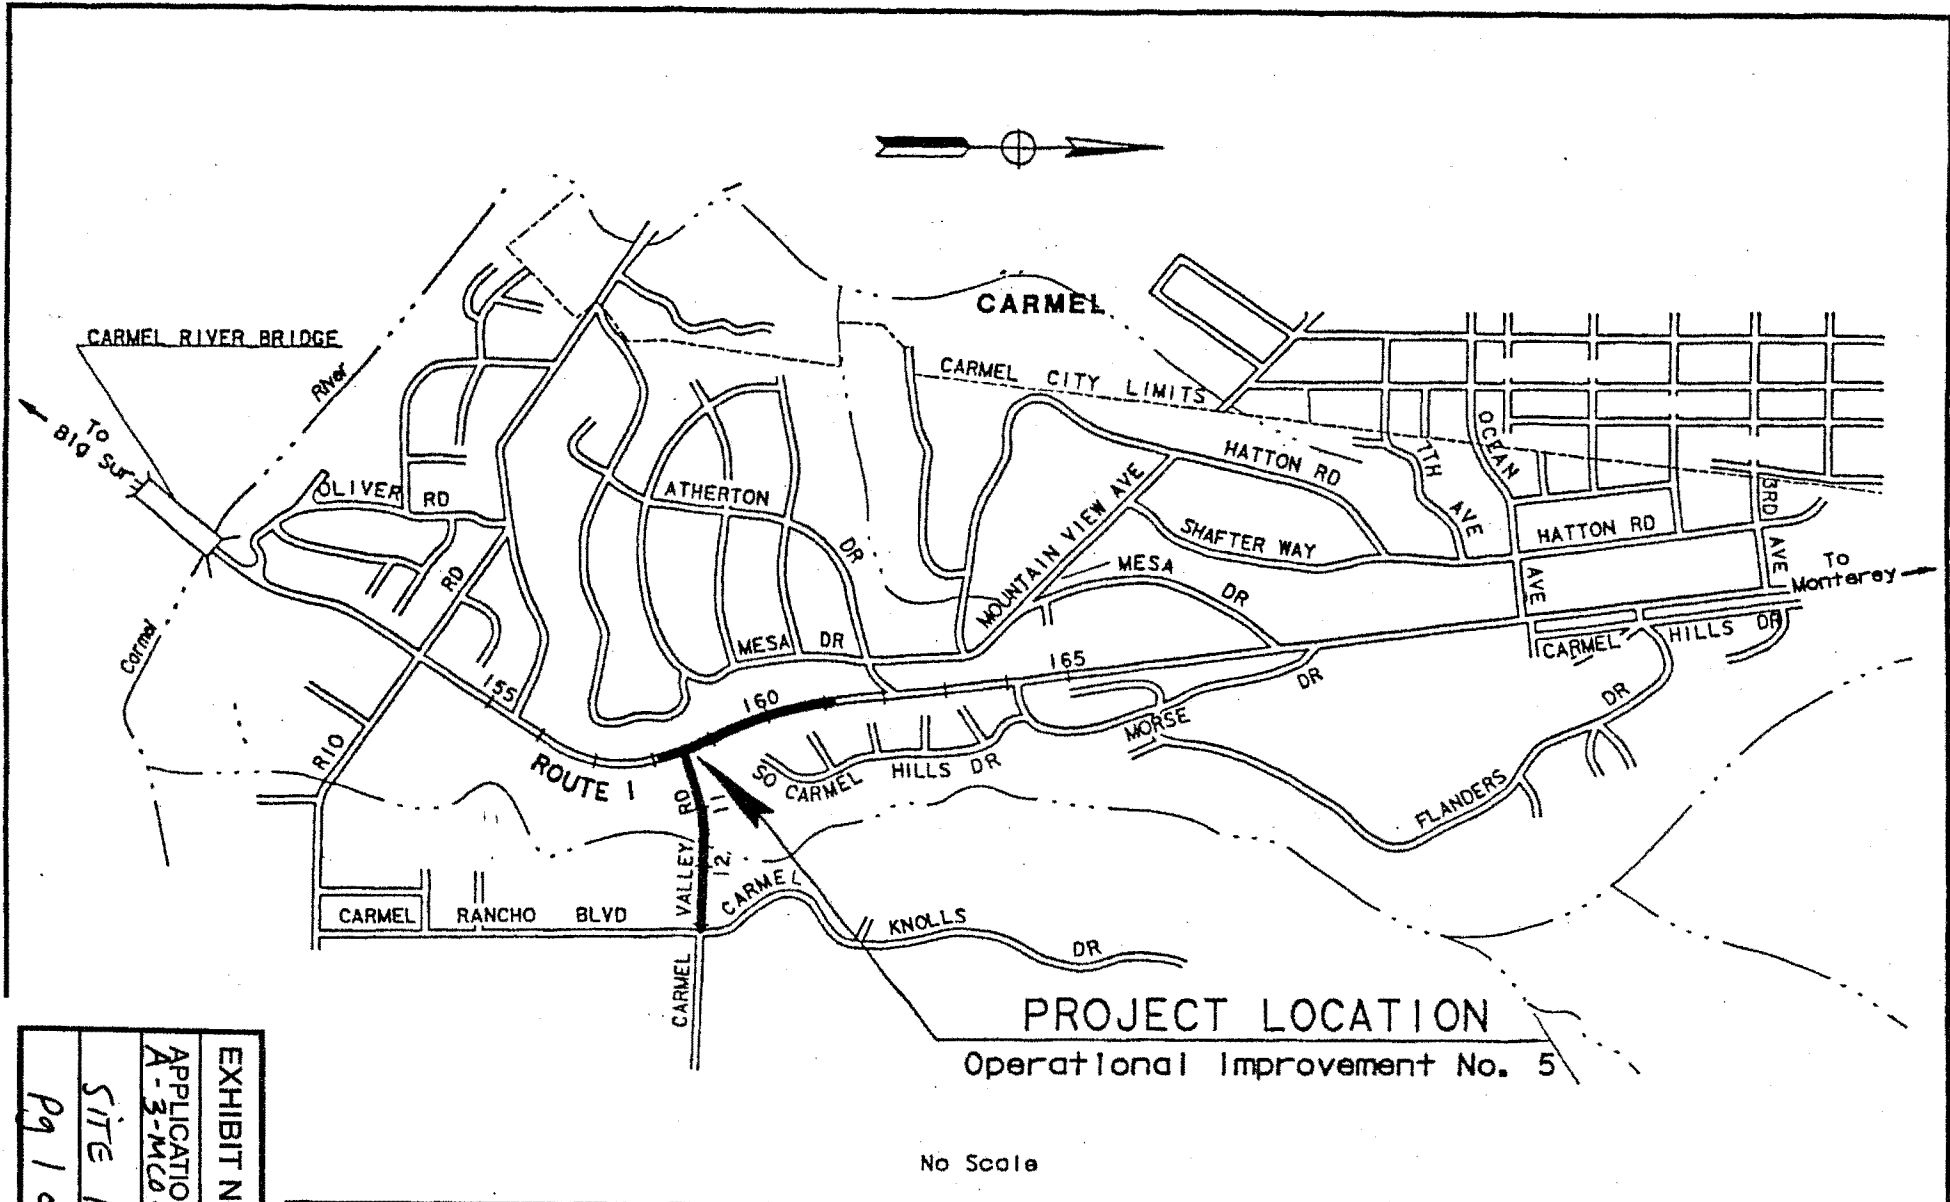 CARMEL
CARMEL RIVER BRIDGE
River
CARMEL CITY LIMITS
To
Big Sur
OCEAN
HATTON RD
7TH
AVE
3RD
AVE
OLIVER RD
ATHERTON
DR
MOUNTAIN VIEW AVE
SHAFTER WAY
HATTON RD
MESA
DR
AVE
To
Monterey
RD
Carmel
MESA DR
165
CARMEL HILLS DR
155
160
DR
DR
MORSE
RIO
ROUTE 1
SO CARMEL HILLS DR
RD
11
FLANDERS
VALLEY
12
CARMEL
CARMEL RANCHO BLVD
KNOLLS
DR
CARMEL
PROJECT LOCATION
Operational Improvement No. 5
No Scale
EXHIBIT N
APPLICATIO
A-3-MCO
SITE
Pg 1